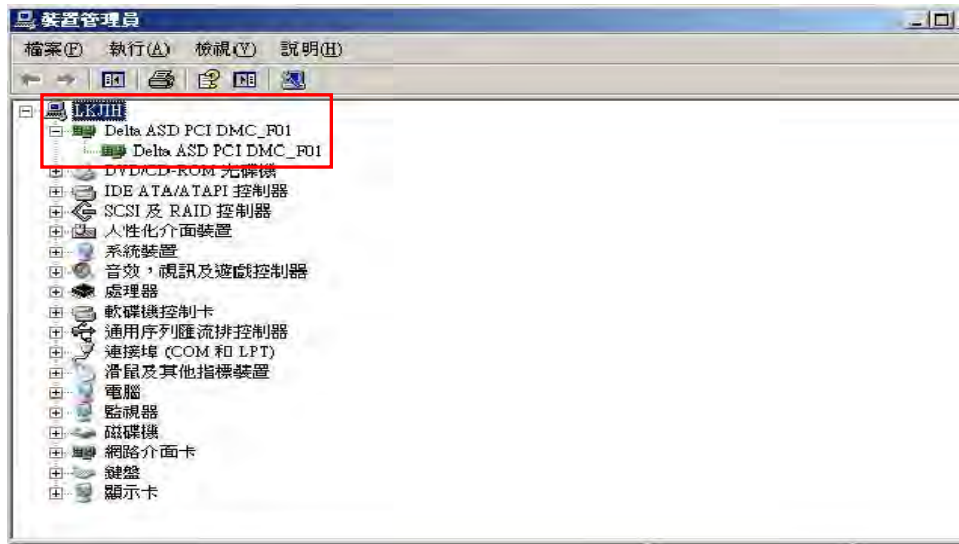 裝置管理員
檔案(F) 執行(A) 檢視(V) 說明(H)
LKJIH
Delta ASD PCI DMC_F01
Delta ASD PCI DMC_F01
DVD/CD-ROM 光碟機
IDE ATA/ATAPI 控制器
SCSI 及 RAID 控制器
人性化介面裝置
系統裝置
音效，視訊及遊戲控制器
處理器
軟碟機控制卡
通用序列匯流排控制器
連接埠 (COM 和 LPT)
滑鼠及其他指標裝置
電腦
監視器
磁碟機
網路介面卡
鍵盤
顯示卡